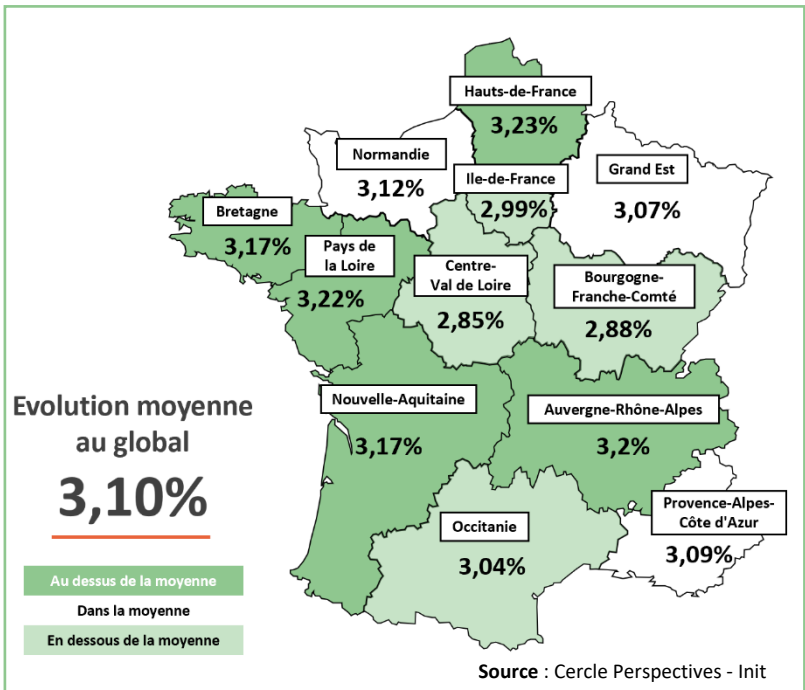 Hauts-de-France
3,23%
Normandie
3,12%
Ile-de-France
2,99%
Grand Est
3,07%
Bretagne
3,17%
Pays de
la Loire
3,22%
Centre-
Val de Loire
2,85%
Bourgogne-
Franche-Comté
2,88%
Evolution moyenne
au global
3,10%
Nouvelle-Aquitaine
3,17%
Auvergne-Rhône-Alpes
3,2%
Occitanie
3,04%
Provence-Alpes-
Côte d'Azur
3,09%
Au dessus de la moyenne
Dans la moyenne
En dessous de la moyenne
Source : Cercle Perspectives - Init